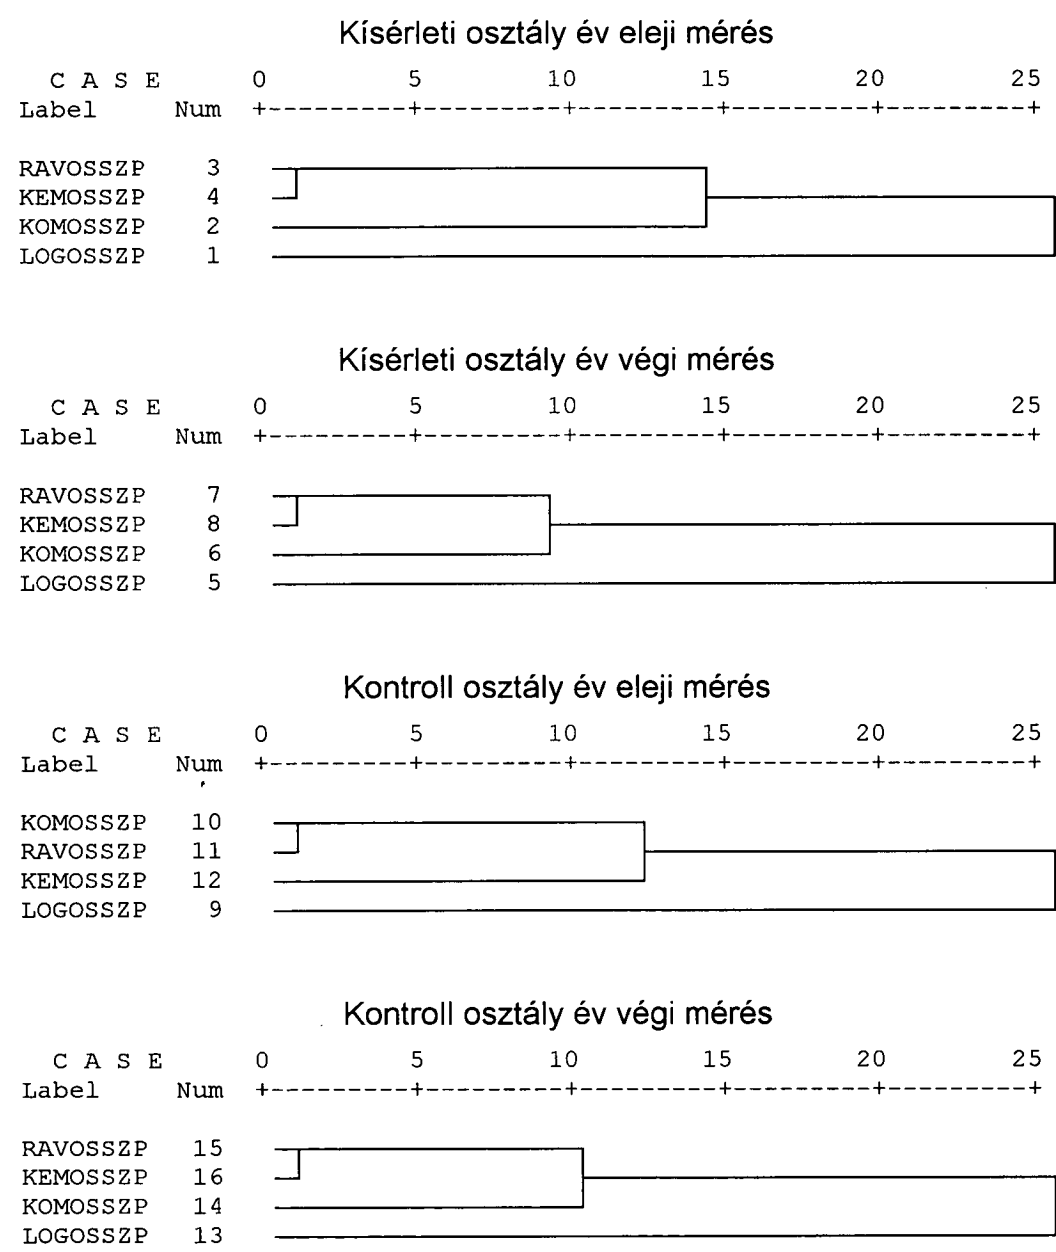 Kísérleti osztály év eleji mérés
C A S E 0 5 10 15 20 25
Label Num +---------+---------+---------+---------+---------+
RAVOSSZP 3
KEMOSSZP 4
KOMOSSZP 2
LOGOSSZP 1
Kísérleti osztály év végi mérés
C A S E 0 5 10 15 20 25
Label Num +---------+---------+---------+---------+---------+
RAVOSSZP 7
KEMOSSZP 8
KOMOSSZP 6
LOGOSSZP 5
Kontroll osztály év eleji mérés
C A S E 0 5 10 15 20 25
Label Num +---------+---------+---------+---------+---------+
KOMOSSZP 10
RAVOSSZP 11
KEMOSSZP 12
LOGOSSZP 9
Kontroll osztály év végi mérés
C A S E 0 5 10 15 20 25
Label Num +---------+---------+---------+---------+---------+
RAVOSSZP 15
KEMOSSZP 16
KOMOSSZP 14
LOGOSSZP 13